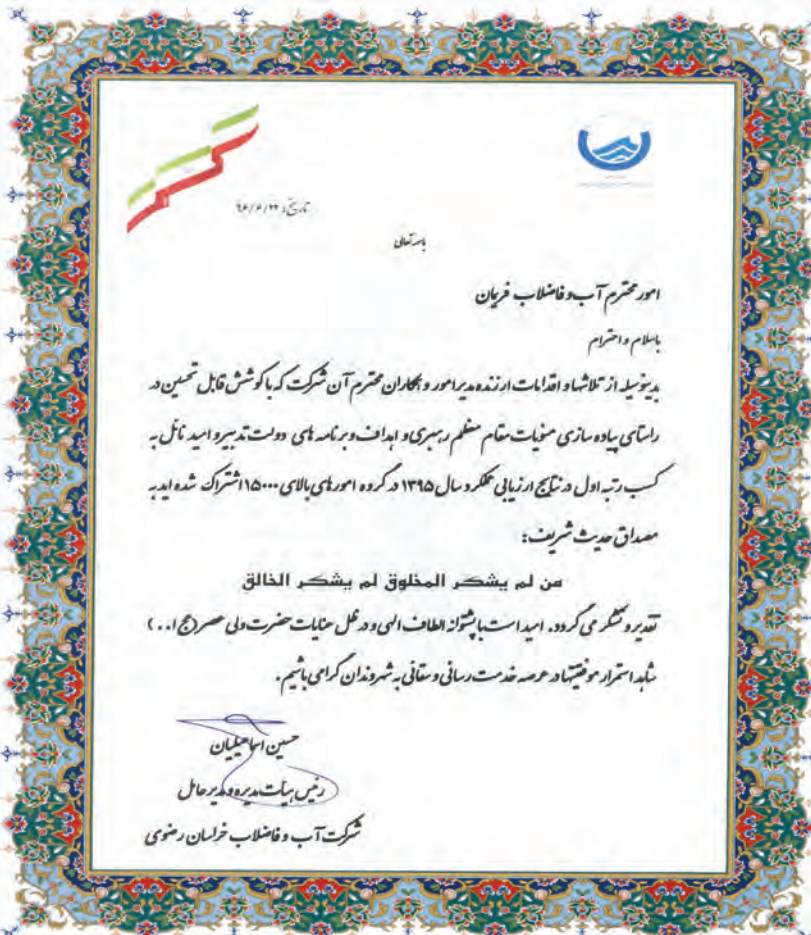 تاریخ: ۹۶/۶/۲۲
باسمه تعالی
امور محترم آب و فاضلاب فریمان
باسلام و احترام
بدینوسیله از تلاشها و اقدامات ارزنده مدیر امور و همکاران محترم آن شرکت که با کوشش قابل تحسین در
راستای پیاده سازی منویات مقام معظم رهبری و اهداف و برنامه های دولت تدبیر و امید نائل به
کسب رتبه اول در نتایج ارزیابی عملکرد سال ۱۳۹۵ در گروه امورهای بالای ۱۵۰۰۰ اشتراک شده اید به
مصداق حدیث شریف:
من لم یشکر المخلوق لم یشکر الخالق
تقدیر و تشکر می گردد. امید است با پشتوانه الطاف الهی و در ظل عنایات حضرت ولی عصر (عج ا..)
شاهد استمرار موفقیتها در عرصه خدمت رسانی و سقائی به شهروندان گرامی باشیم.
حسین اسماعیلیان
رئیس هیأت مدیره و مدیر عامل
شرکت آب و فاضلاب خراسان رضوی